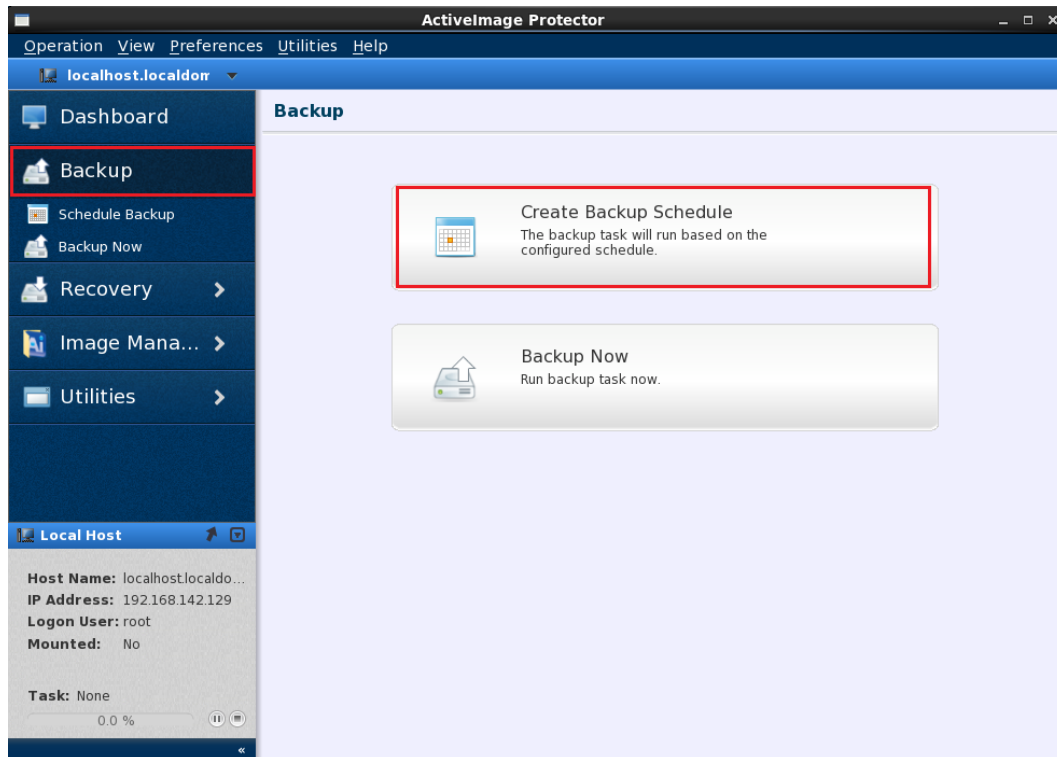 ActiveImage Protector
Operation View Preferences Utilities Help
localhost.localdom
Dashboard
Backup
Schedule Backup
Backup Now
Recovery
Image Mana...
Utilities
Backup
Create Backup Schedule
The backup task will run based on the
configured schedule.
Backup Now
Run backup task now.
Local Host
Host Name: localhost.localdo...
IP Address: 192.168.142.129
Logon User: root
Mounted: No
Task: None
0.0 %